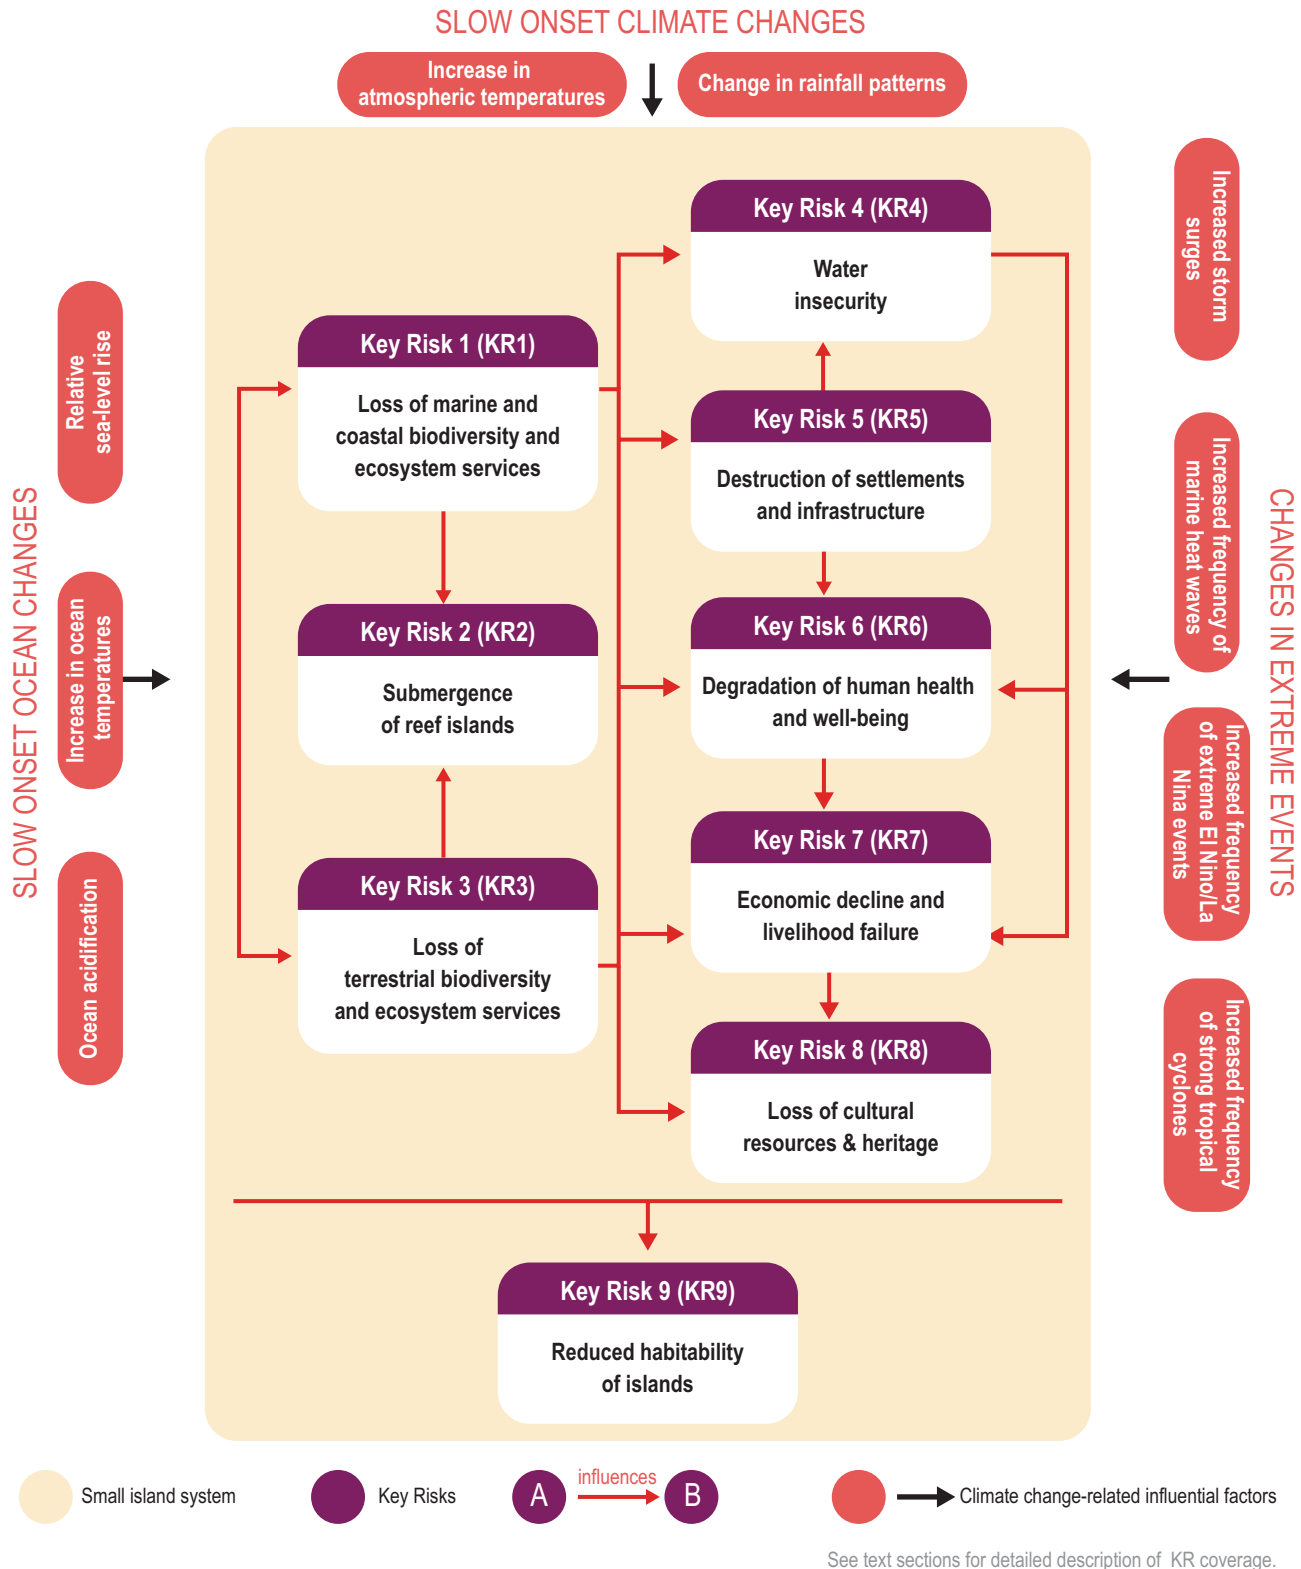 SLOW ONSET CLIMATE CHANGES
Increase in
atmospheric temperatures
Change in rainfall patterns
SLOW ONSET OCEAN CHANGES
Relative
sea-level rise
Increase in ocean
temperatures
Ocean acidification
Key Risk 1 (KR1)
Loss of marine and
coastal biodiversity and
ecosystem services
Key Risk 2 (KR2)
Submergence
of reef islands
Key Risk 3 (KR3)
Loss of
terrestrial biodiversity
and ecosystem services
Key Risk 4 (KR4)
Water
insecurity
Key Risk 5 (KR5)
Destruction of settlements
and infrastructure
Key Risk 6 (KR6)
Degradation of human health
and well-being
Key Risk 7 (KR7)
Economic decline and
livelihood failure
Key Risk 8 (KR8)
Loss of cultural
resources & heritage
Key Risk 9 (KR9)
Reduced habitability
of islands
CHANGES IN EXTREME EVENTS
Increased storm
surges
Increased frequency of
marine heat waves
Increased frequency
of extreme El Nino/La
Nina events
Increased frequency
of strong tropical
cyclones
Small island system
Key Risks
A
influences
B
Climate change-related influential factors
See text sections for detailed description of KR coverage.